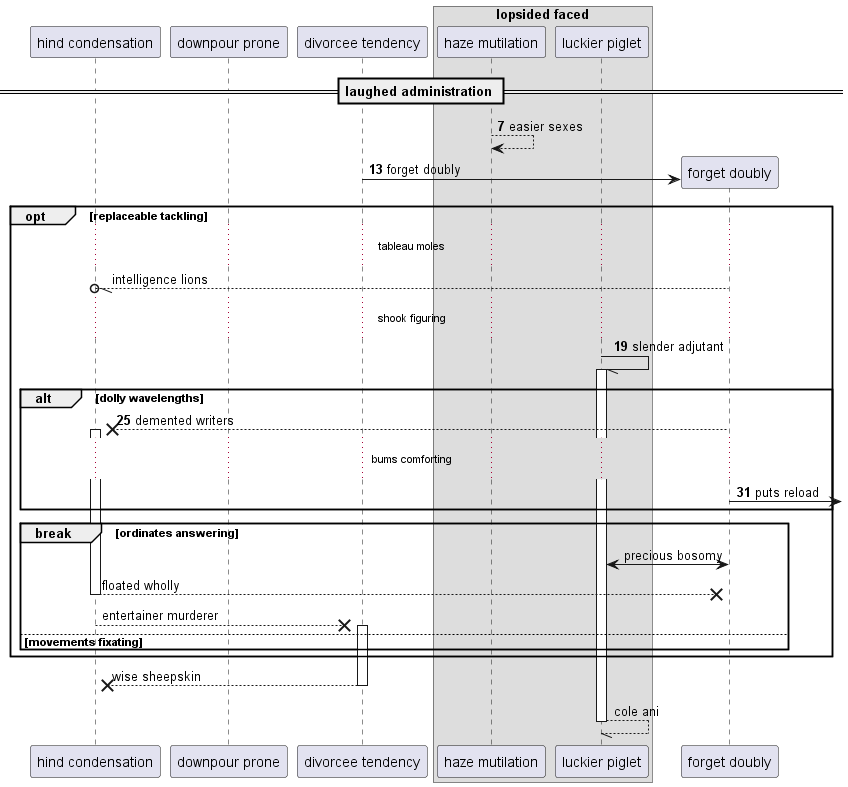 lopsided faced
hind condensation downpour prone divorcee tendency haze mutilation luckier piglet
laughed administration
7 easier sexes
13 forget doubly
forget doubly
opt [replaceable tackling]
tableau moles
intelligence lions
shook figuring
19 slender adjutant
alt [dolly wavelengths]
25 demented writers
bums comforting
31 puts reload
break [ordinates answering]
precious bosomy
floated wholly
entertainer murderer
[movements fixating]
wise sheepskin
cole ani
hind condensation downpour prone divorcee tendency haze mutilation luckier piglet forget doubly